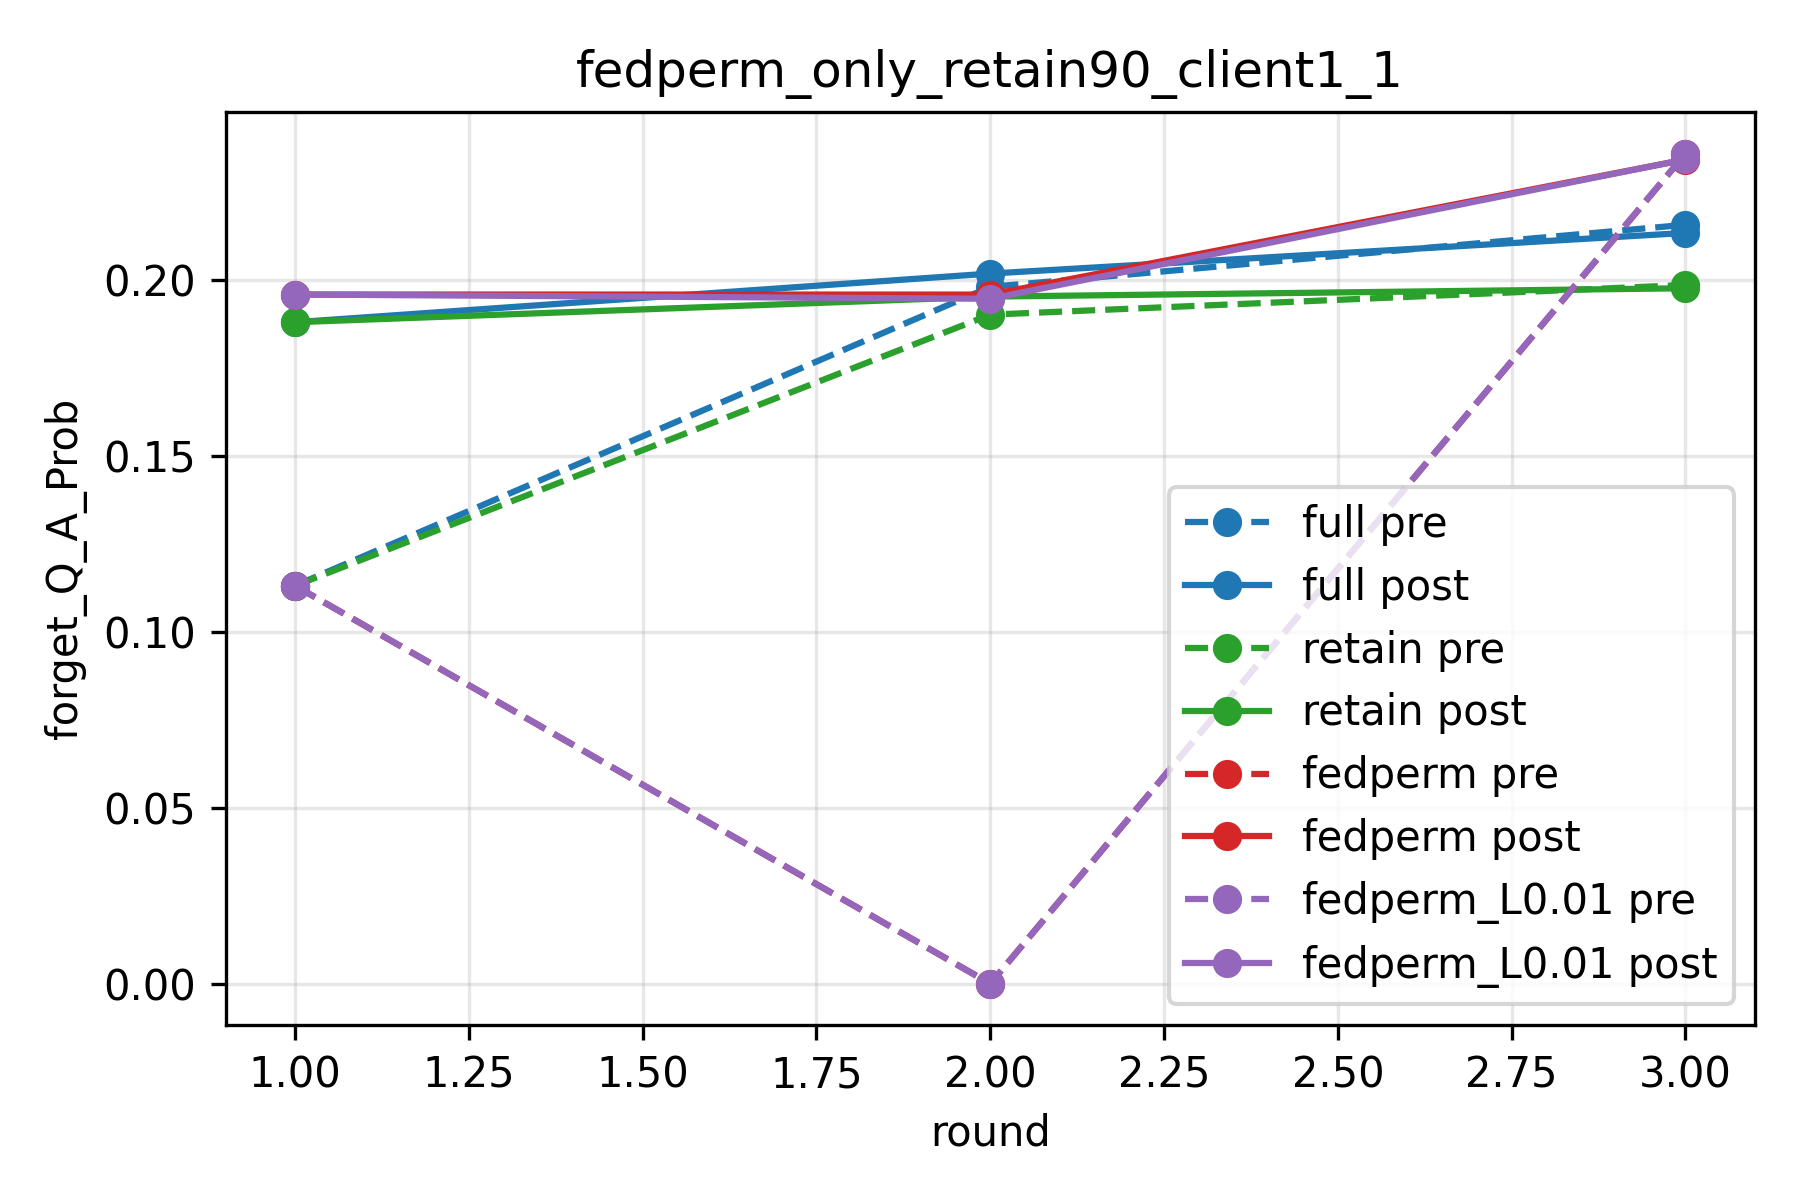 fedperm_only_retain90_client1_1
forget_Q_A_Prob
0.20
0.15
0.10
0.05
0.00
full pre
full post
retain pre
retain post
fedperm pre
fedperm post
fedperm_L0.01 pre
fedperm_L0.01 post
1.00 1.25 1.50 1.75 2.00 2.25 2.50 2.75 3.00
round